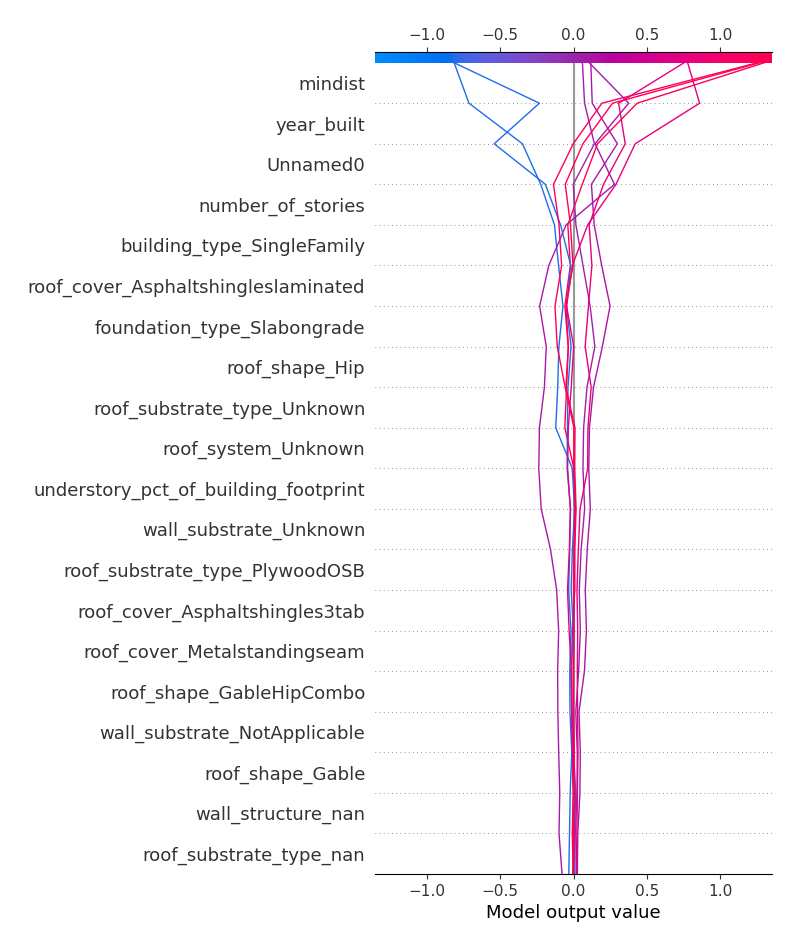 −1.0 −0.5 0.0 0.5 1.0
mindist
year_built
Unnamed0
number_of_stories
building_type_SingleFamily
roof_cover_Asphaltshingleslaminated
foundation_type_Slabongrade
roof_shape_Hip
roof_substrate_type_Unknown
roof_system_Unknown
understory_pct_of_building_footprint
wall_substrate_Unknown
roof_substrate_type_PlywoodOSB
roof_cover_Asphaltshingles3tab
roof_cover_Metalstandingseam
roof_shape_GableHipCombo
wall_substrate_NotApplicable
roof_shape_Gable
wall_structure_nan
roof_substrate_type_nan
−1.0 −0.5 0.0 0.5 1.0
Model output value